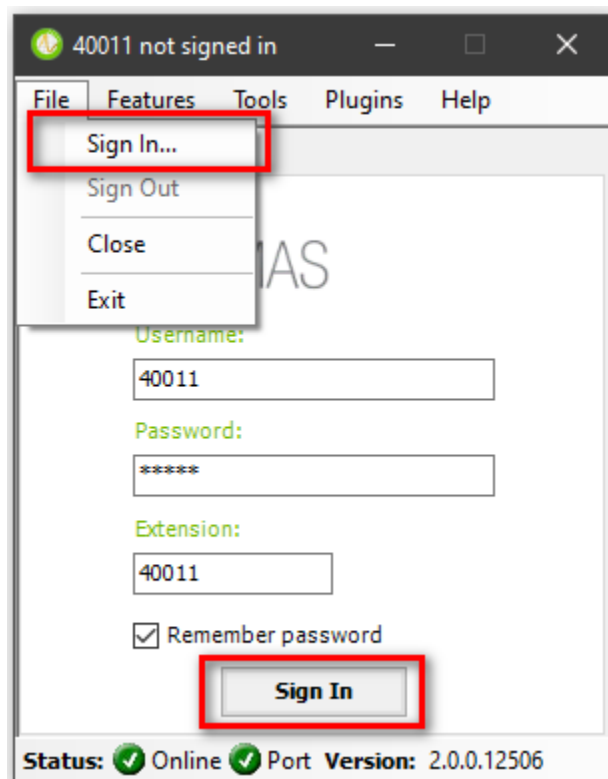 40011 not signed in
File Features Tools Plugins Help
Sign In...
Sign Out
Close
Exit
Username:
40011
Password:
*****
Extension:
40011
Remember password
Sign In
Status: Online Port Version: 2.0.0.12506